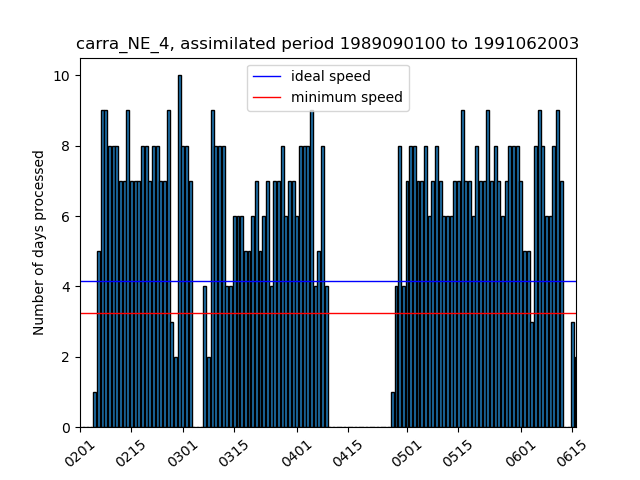 carra_NE_4, assimilated period 1989090100 to 1991062003
ideal speed
minimum speed
Number of days processed
10
8
6
4
2
0
0201 0215 0301 0315 0401 0415 0501 0515 0601 0615